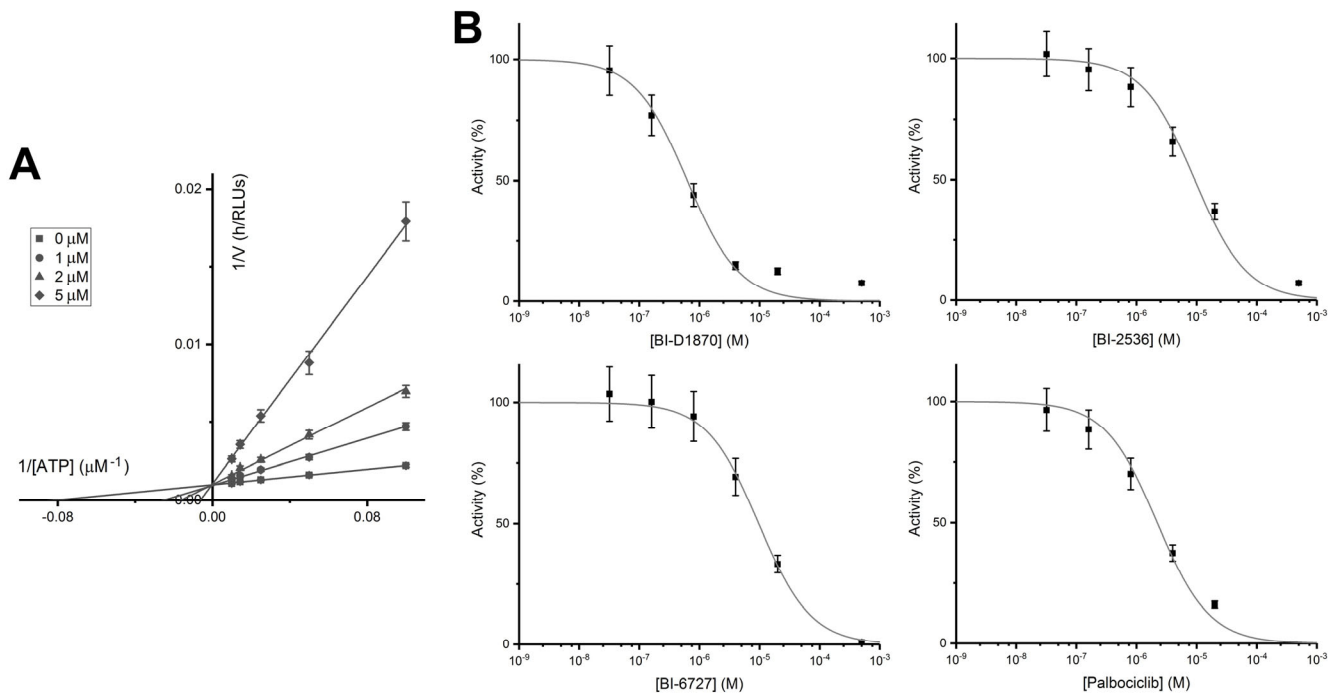 A
0 μM
1 μM
2 μM
5 μM
0.02
0.01
0.00
1/V (h/RLUs)
1/[ATP] (μM-1)
-0.08
0.00
0.08
B
100
50
0
Activity (%)
10-9
10-8
10-7
10-6
10-5
10-4
10-3
[BI-D1870] (M)
100
50
0
Activity (%)
10-9
10-8
10-7
10-6
10-5
10-4
10-3
[BI-2536] (M)
100
50
0
Activity (%)
10-9
10-8
10-7
10-6
10-5
10-4
10-3
[BI-6727] (M)
100
50
0
Activity (%)
10-9
10-8
10-7
10-6
10-5
10-4
10-3
[Palbociclib] (M)